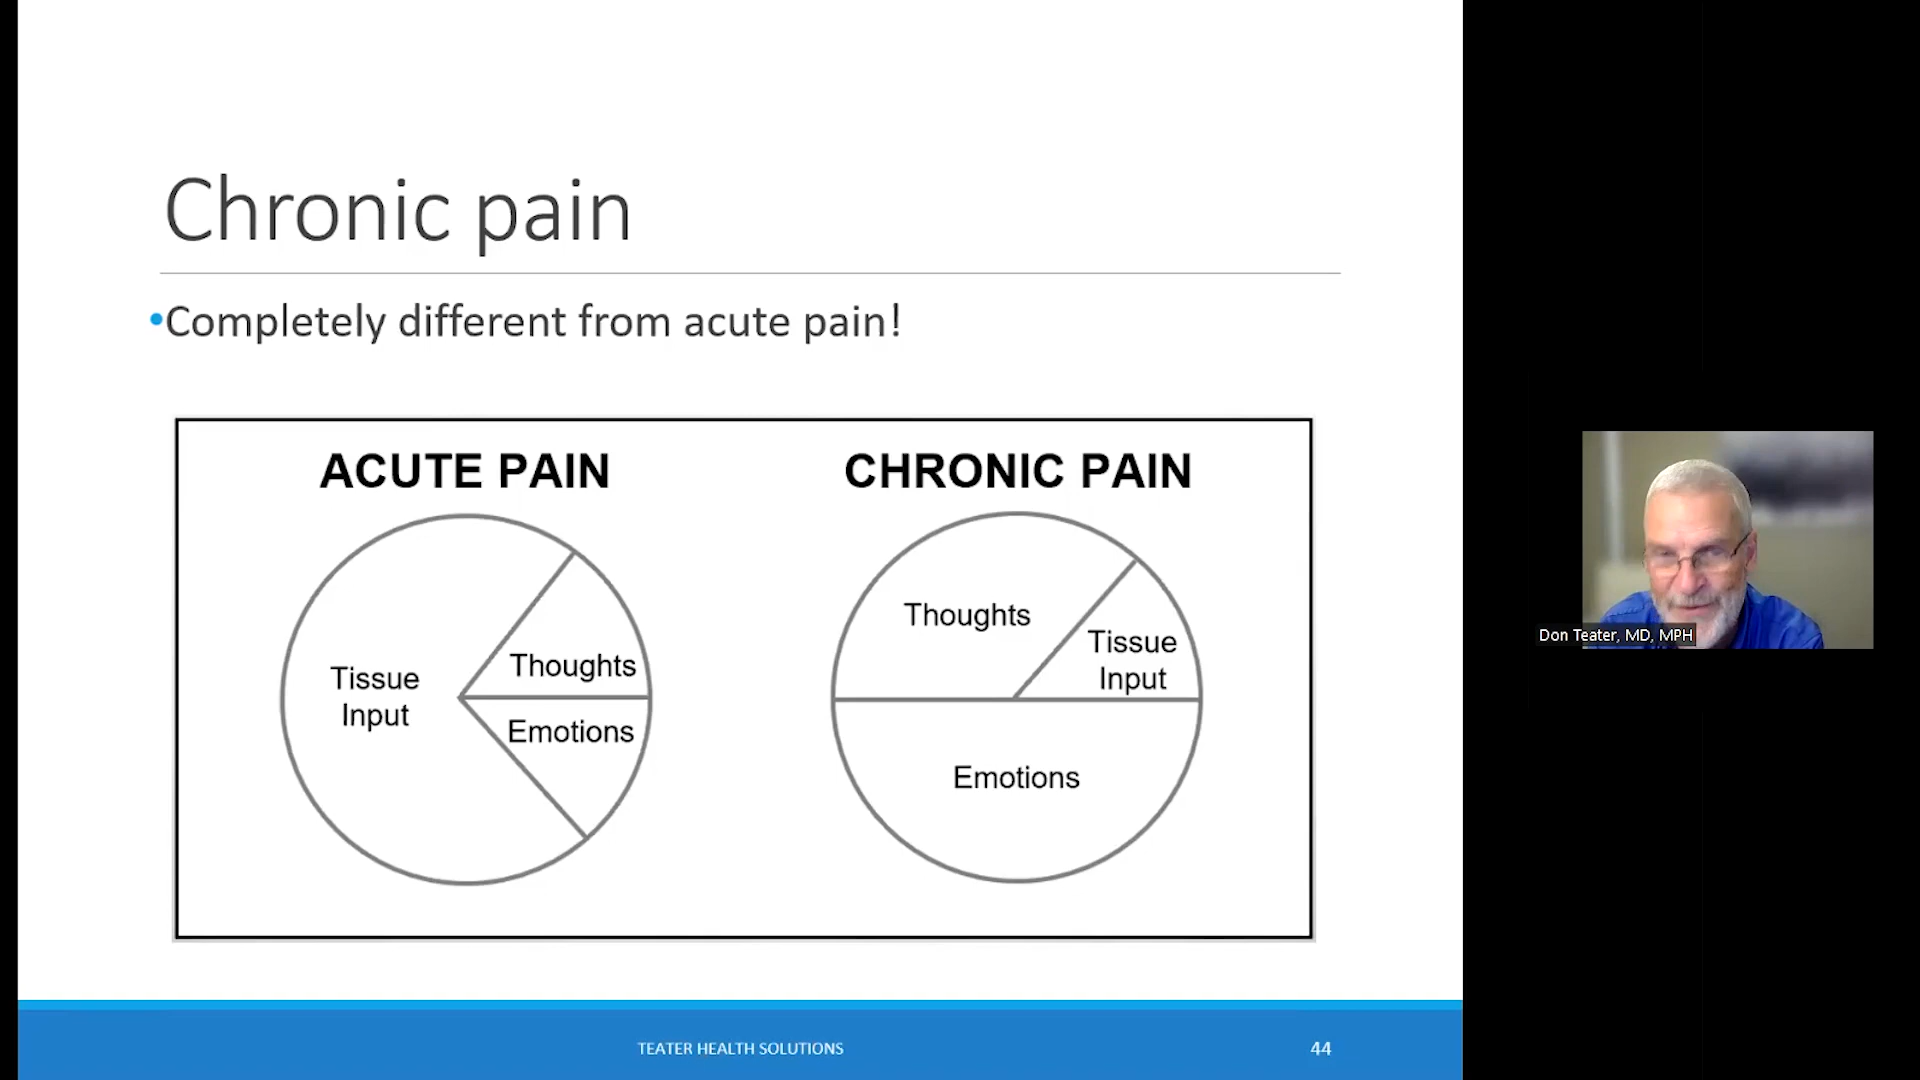 Chronic pain
•Completely different from acute pain!
ACUTE PAIN
Tissue
Input
Thoughts
Emotions
CHRONIC PAIN
Thoughts
Tissue
Input
Emotions
TEATER HEALTH SOLUTIONS
44
Don Teater, MD, MPH